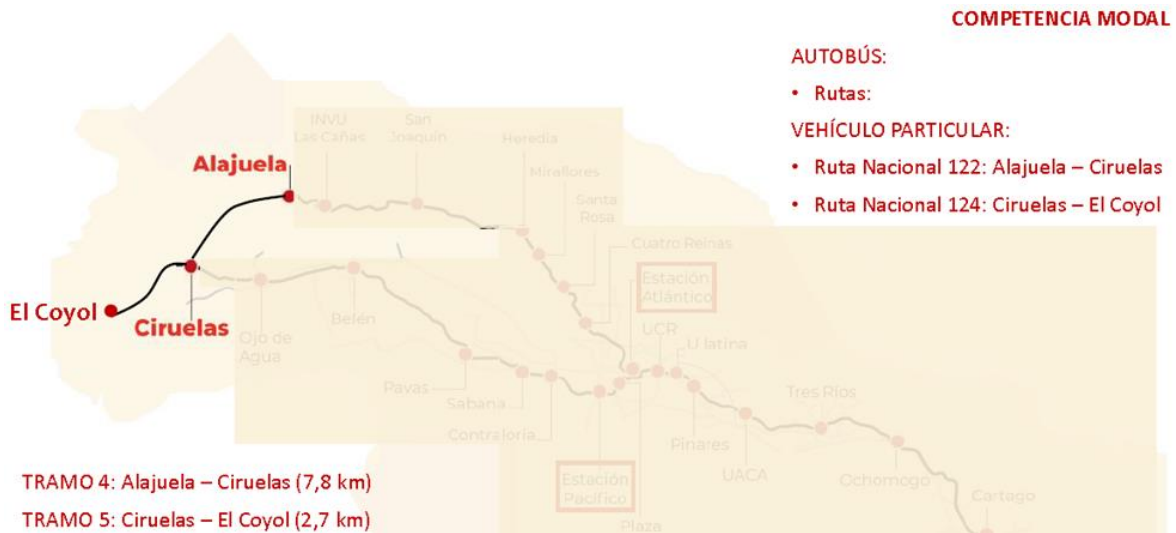 COMPETENCIA MODAL
AUTOBÚS:
• Rutas:
VEHÍCULO PARTICULAR:
• Ruta Nacional 122: Alajuela – Ciruelas
• Ruta Nacional 124: Ciruelas – El Coyol
INVU
Las Cañas
San
Joaquín
Heredia
Alajuela
Miraflores
Santa
Rosa
Cuatro Reinas
Estación
Atlántico
El Coyol
Ciruelas
Ojo de
Agua
Belén
UCR
U latina
Pavas
Sabana
Contraloría
Tres Ríos
Pinares
UACA
Ochomogo
Estación
Pacífico
Plaza
Cartago
TRAMO 4: Alajuela – Ciruelas (7,8 km)
TRAMO 5: Ciruelas – El Coyol (2,7 km)